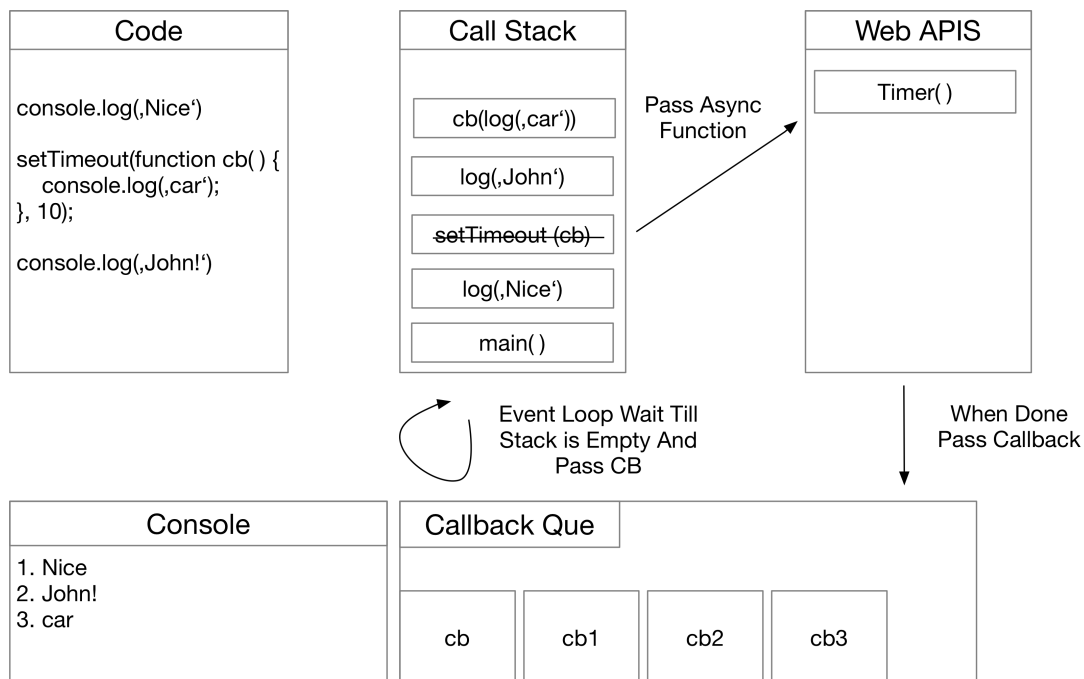 Code
console.log(‚Nice‘)
setTimeout(function cb( ) {
console.log(‚car‘);
}, 10);
console.log(‚John!‘)
Call Stack
cb(log(‚car‘))
log(‚John‘)
setTimeout (cb)
log(‚Nice‘)
main( )
Pass Async
Function
Web APIS
Timer( )
Event Loop Wait Till
Stack is Empty And
Pass CB
When Done
Pass Callback
Console
1. Nice
2. John!
3. car
Callback Que
cb
cb1
cb2
cb3